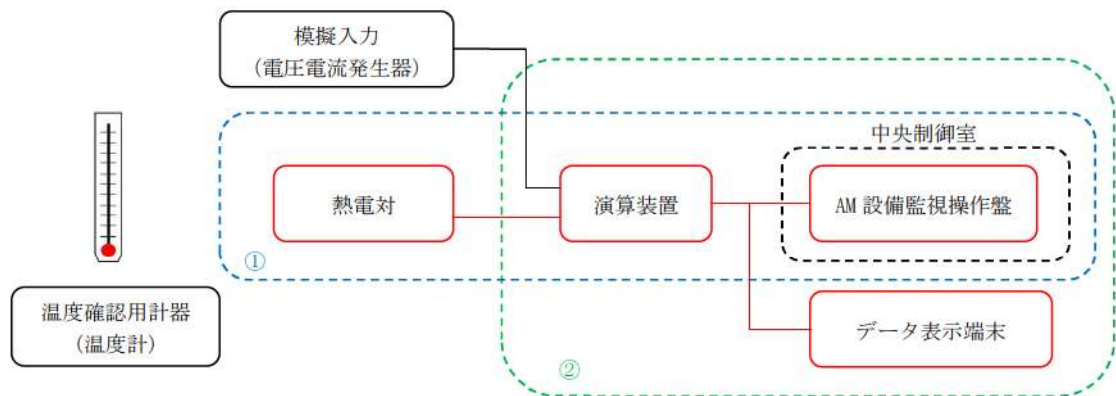 模擬入力
（電圧電流発生器）
中央制御室
熱電対
演算装置
AM 設備監視操作盤
①
温度確認用計器
（温度計）
データ表示端末
②